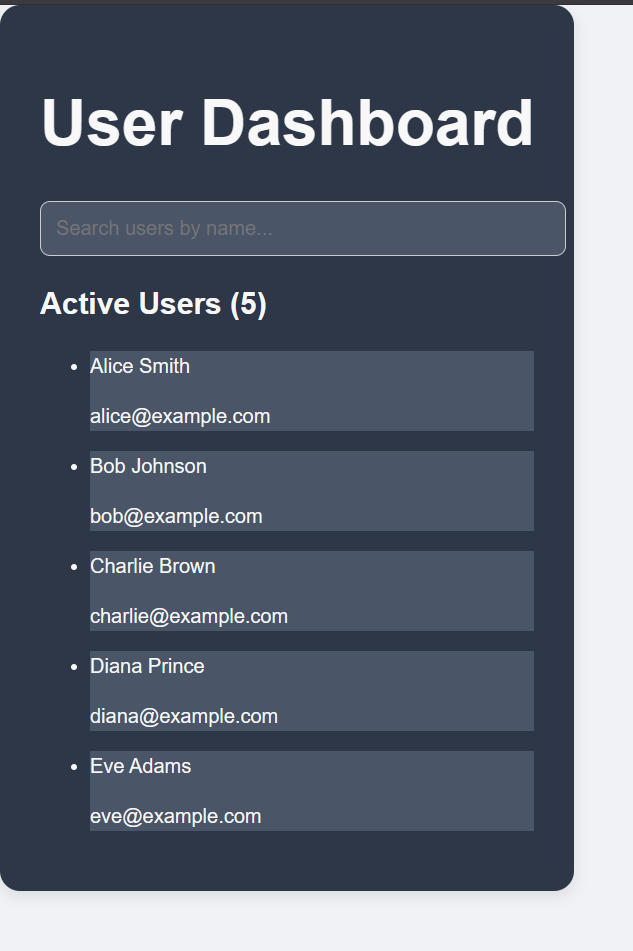 User Dashboard
Search users by name...
Active Users (5)
Alice Smith
alice@example.com
Bob Johnson
bob@example.com
Charlie Brown
charlie@example.com
Diana Prince
diana@example.com
Eve Adams
eve@example.com